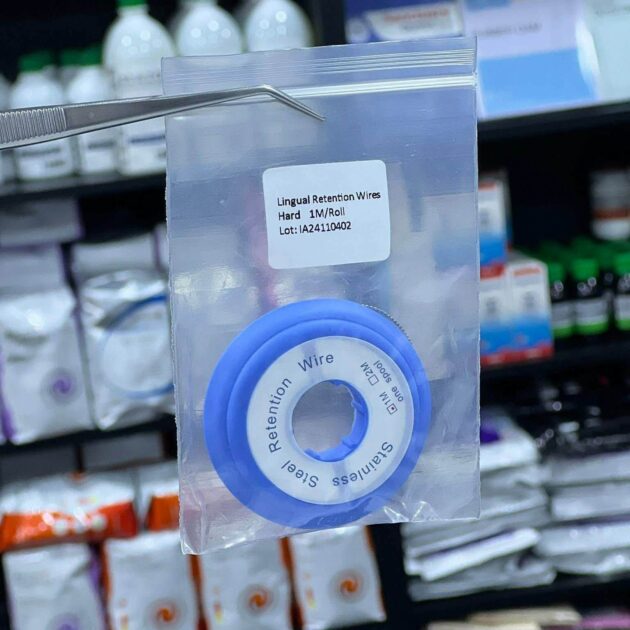 Lingual Retention Wires
Hard 1M/Roll
Lot: IA24110402
Stainless Steel Retention Wire
1M 2M
one spool